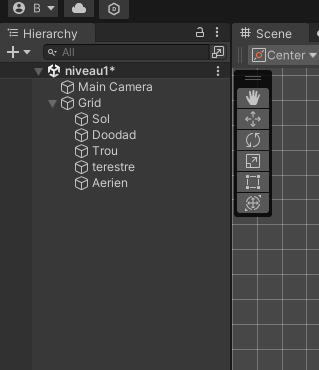 B
Hierarchy
Scene
All
Center
niveau1*
Main Camera
Grid
Sol
Doodad
Trou
terestre
Aerien